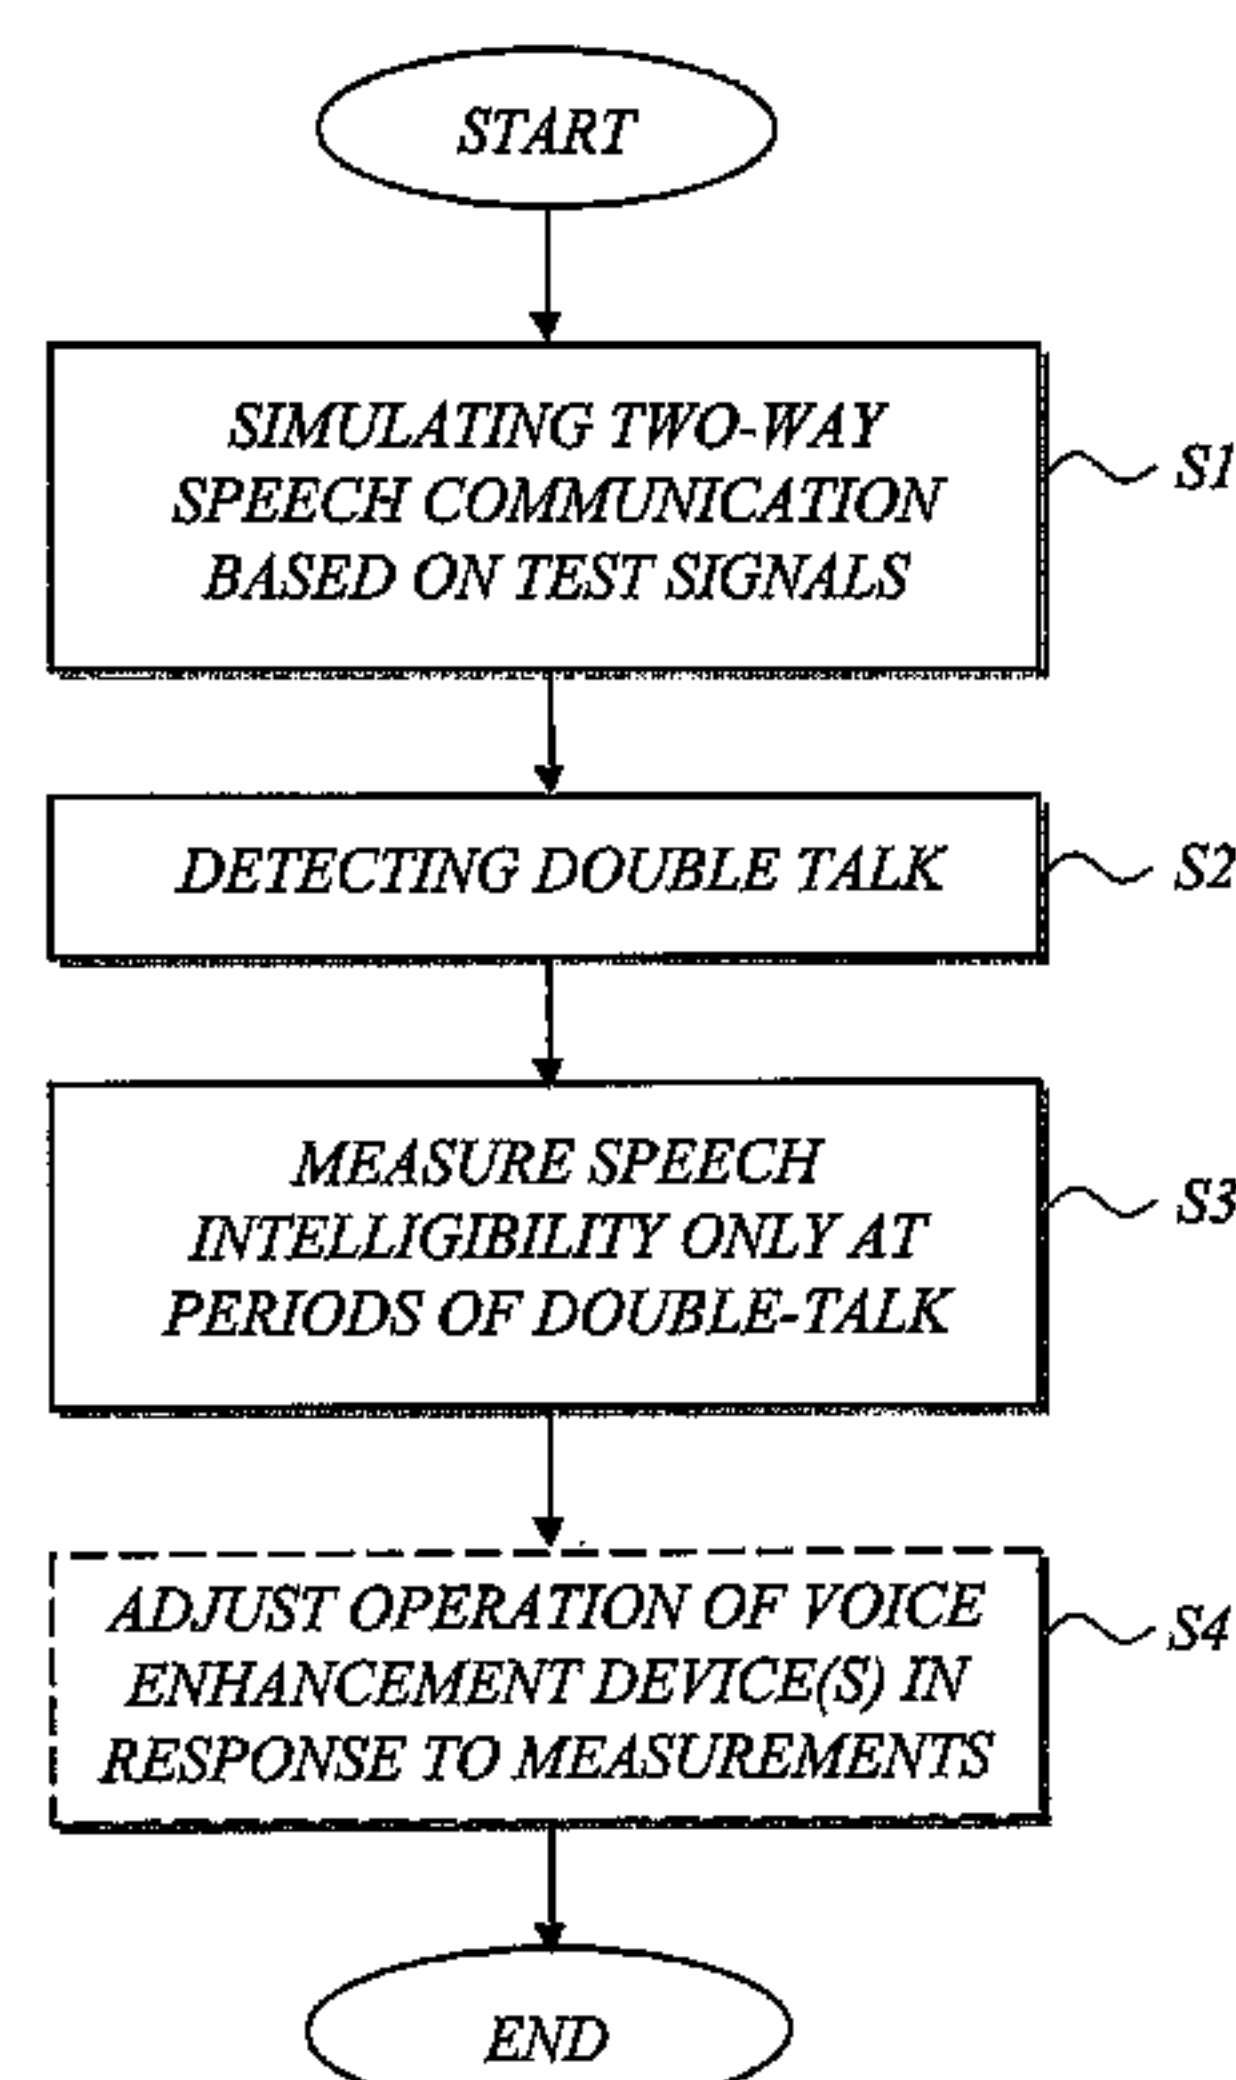 START
SIMULATING TWO-WAY
SPEECH COMMUNICATION
BASED ON TEST SIGNALS
S1
DETECTING DOUBLE TALK
S2
MEASURE SPEECH
INTELLIGIBILITY ONLY AT
PERIODS OF DOUBLE-TALK
S3
ADJUST OPERATION OF VOICE
ENHANCEMENT DEVICE(S) IN
RESPONSE TO MEASUREMENTS
S4
END